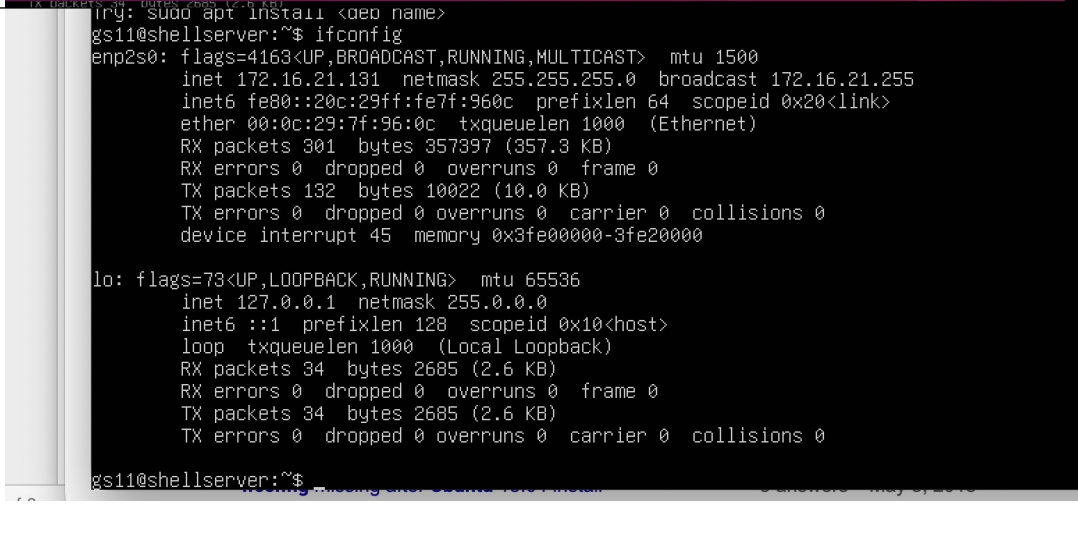 TX packets 34 bytes 2685 (2.6 KB)
Try: sudo apt install <deb name>
gs11@shellserver:~$ ifconfig
enp2s0: flags=4163<UP,BROADCAST,RUNNING,MULTICAST>  mtu 1500
inet 172.16.21.131  netmask 255.255.255.0  broadcast 172.16.21.255
inet6 fe80::20c:29ff:fe7f:960c  prefixlen 64  scopeid 0x20<link>
ether 00:0c:29:7f:96:0c  txqueuelen 1000  (Ethernet)
RX packets 301  bytes 357397 (357.3 KB)
RX errors 0  dropped 0  overruns 0  frame 0
TX packets 132  bytes 10022 (10.0 KB)
TX errors 0  dropped 0 overruns 0  carrier 0  collisions 0
device interrupt 45  memory 0x3fe00000-3fe20000
lo: flags=73<UP,LOOPBACK,RUNNING>  mtu 65536
inet 127.0.0.1  netmask 255.0.0.0
inet6 ::1  prefixlen 128  scopeid 0x10<host>
loop  txqueuelen 1000  (Local Loopback)
RX packets 34  bytes 2685 (2.6 KB)
RX errors 0  dropped 0  overruns 0  frame 0
TX packets 34  bytes 2685 (2.6 KB)
TX errors 0  dropped 0 overruns 0  carrier 0  collisions 0
gs11@shellserver:~$ _